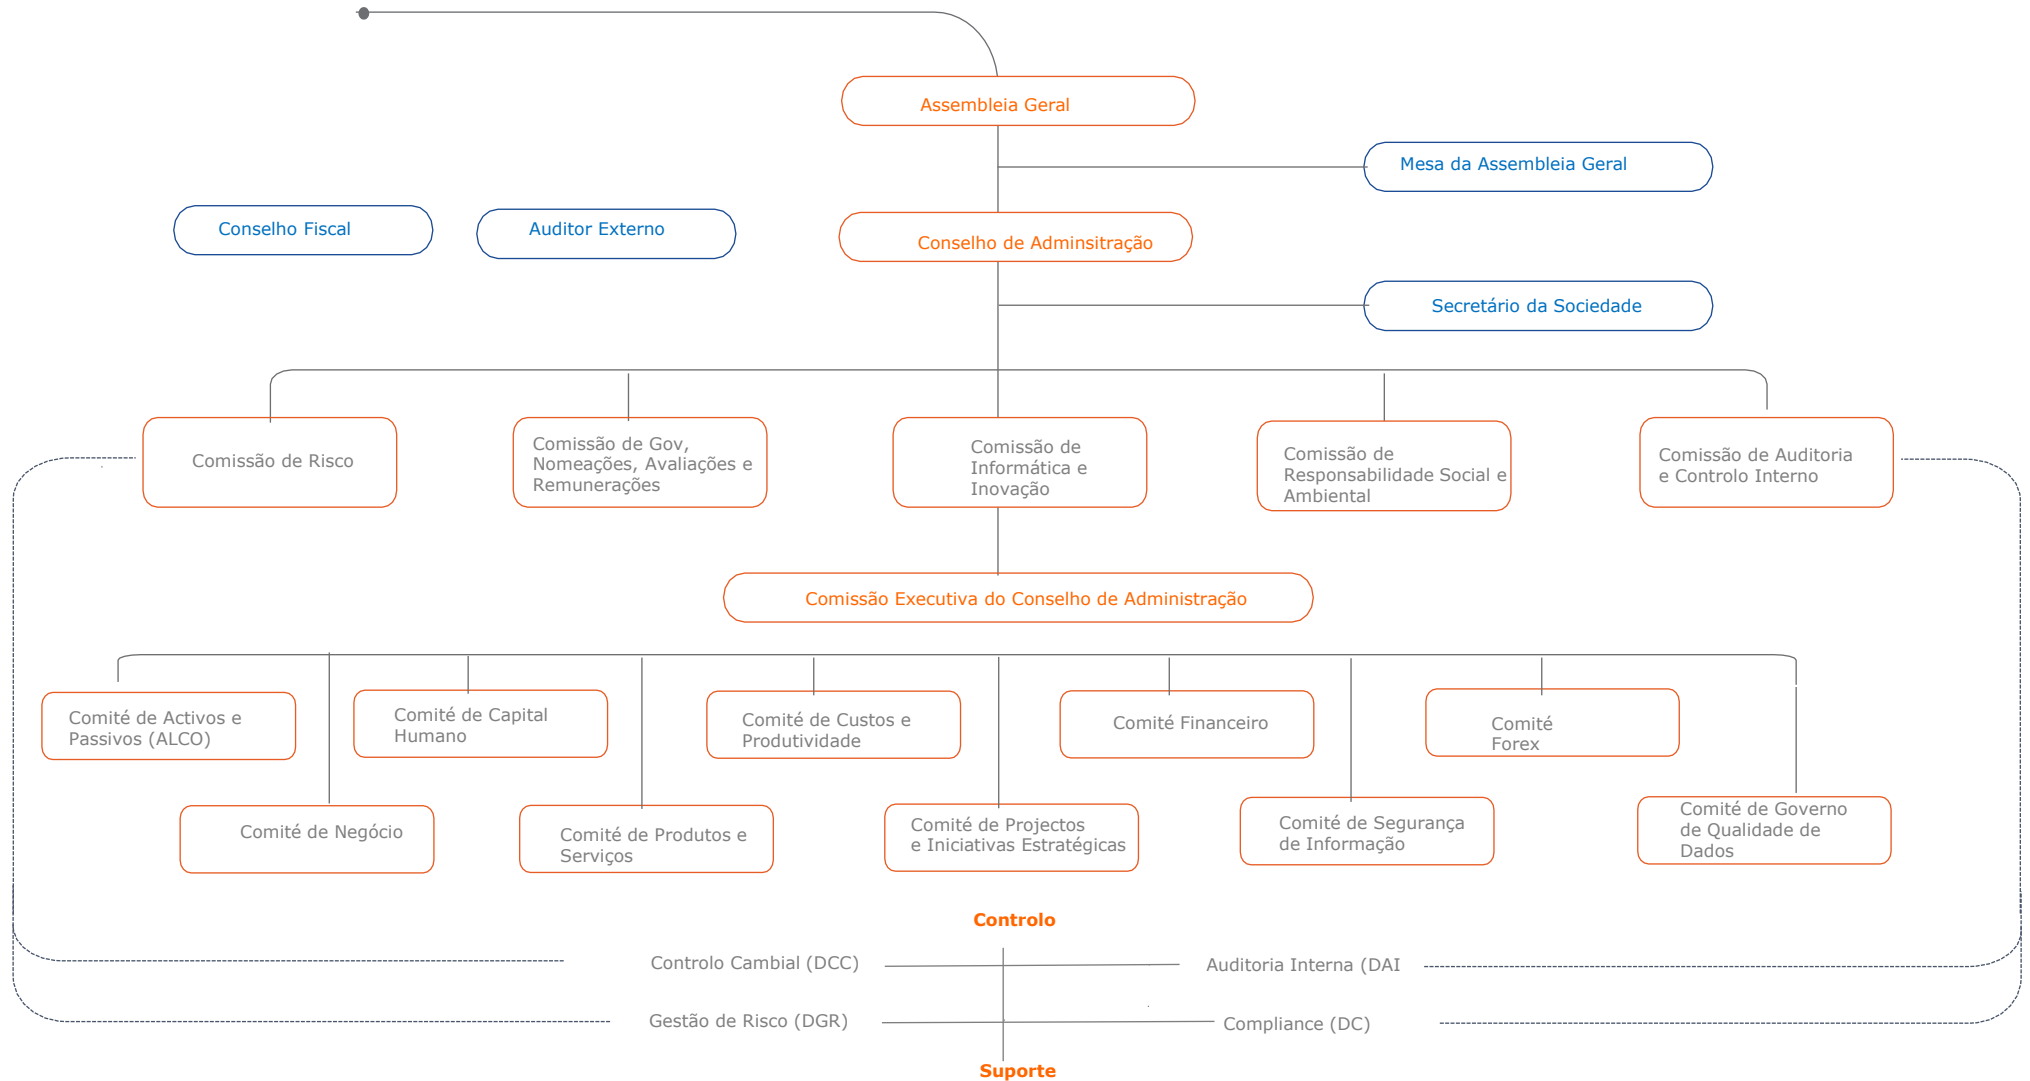 Assembleia Geral
Mesa da Assembleia Geral
Conselho Fiscal
Auditor Externo
Conselho de Adminsitração
Secretário da Sociedade
Comissão de Risco
Comissão de Gov,
Nomeações, Avaliações e
Remunerações
Comissão de
Informática e
Inovação
Comissão de
Responsabilidade Social e
Ambiental
Comissão de Auditoria
e Controlo Interno
Comissão Executiva do Conselho de Administração
Comité de Activos e
Passivos (ALCO)
Comité de Capital
Humano
Comité de Custos e
Produtividade
Comité Financeiro
Comité
Forex
Comité de Negócio
Comité de Produtos e
Serviços
Comité de Projectos
e Iniciativas Estratégicas
Comité de Segurança
de Informação
Comité de Governo
de Qualidade de
Dados
Controlo
Controlo Cambial (DCC)
Auditoria Interna (DAI
Gestão de Risco (DGR)
Compliance (DC)
Suporte